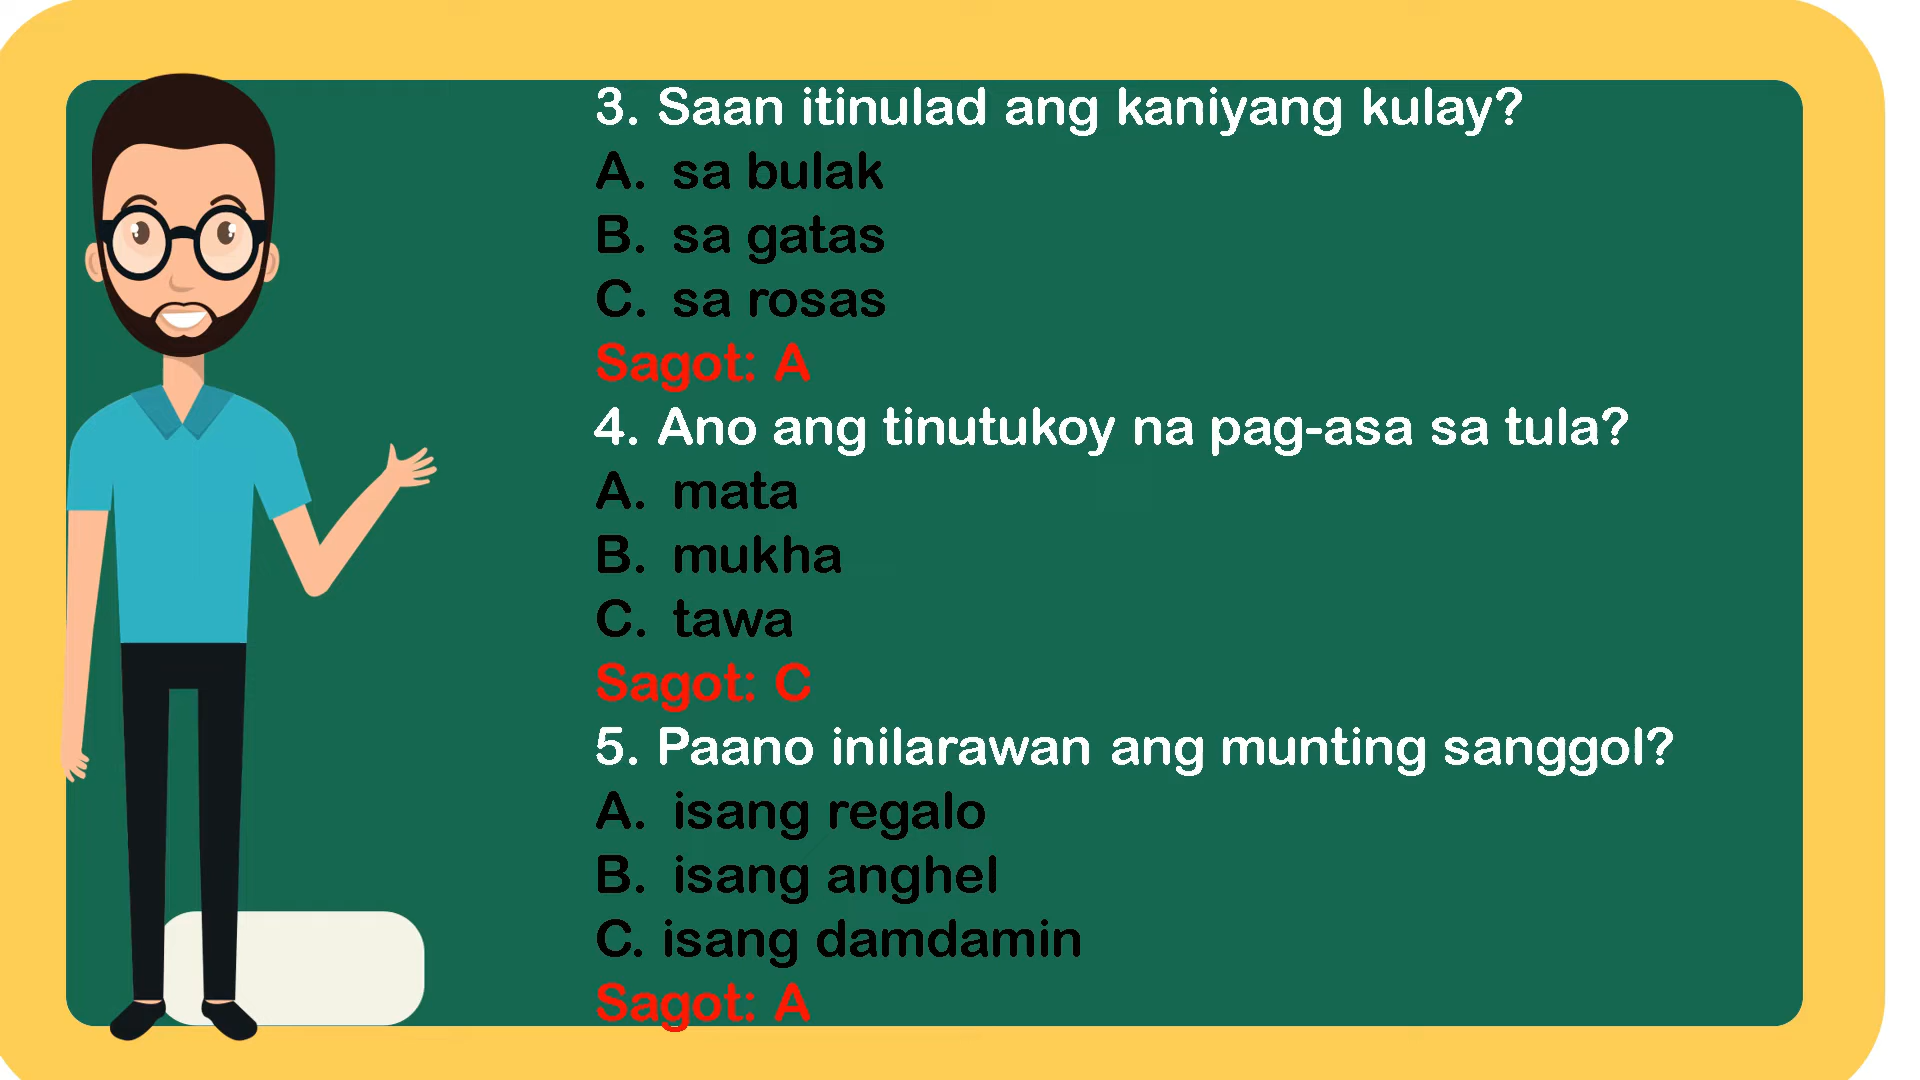 3. Saan itinulad ang kaniyang kulay?
A. sa bulak
B. sa gatas
C. sa rosas
Sagot: A
4. Ano ang tinutukoy na pag-asa sa tula?
A. mata
B. mukha
C. tawa
Sagot: C
5. Paano inilarawan ang munting sanggol?
A. isang regalo
B. isang anghel
C. isang damdamin
Sagot: A